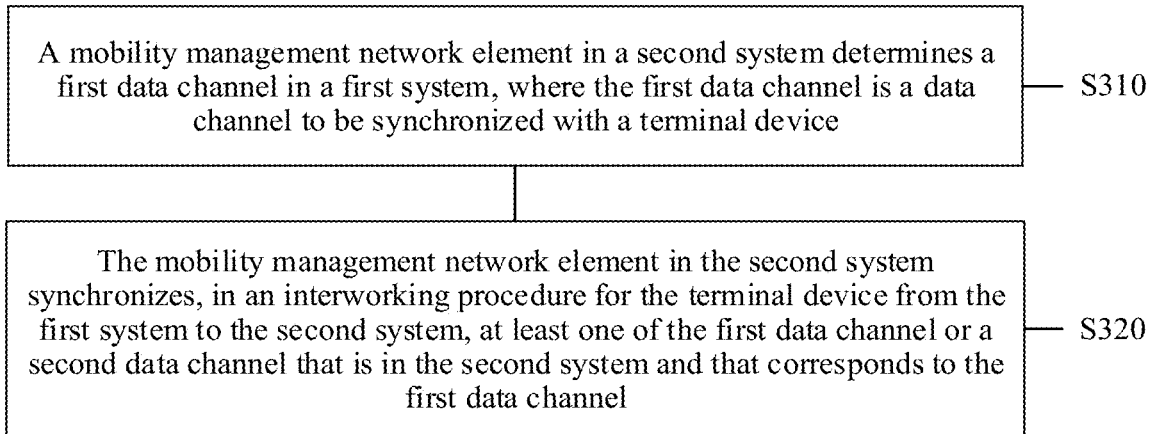 A mobility management network element in a second system determines a
first data channel in a first system, where the first data channel is a data
channel to be synchronized with a terminal device
S310
The mobility management network element in the second system
synchronizes, in an interworking procedure for the terminal device from the
first system to the second system, at least one of the first data channel or a
second data channel that is in the second system and that corresponds to the
first data channel
S320